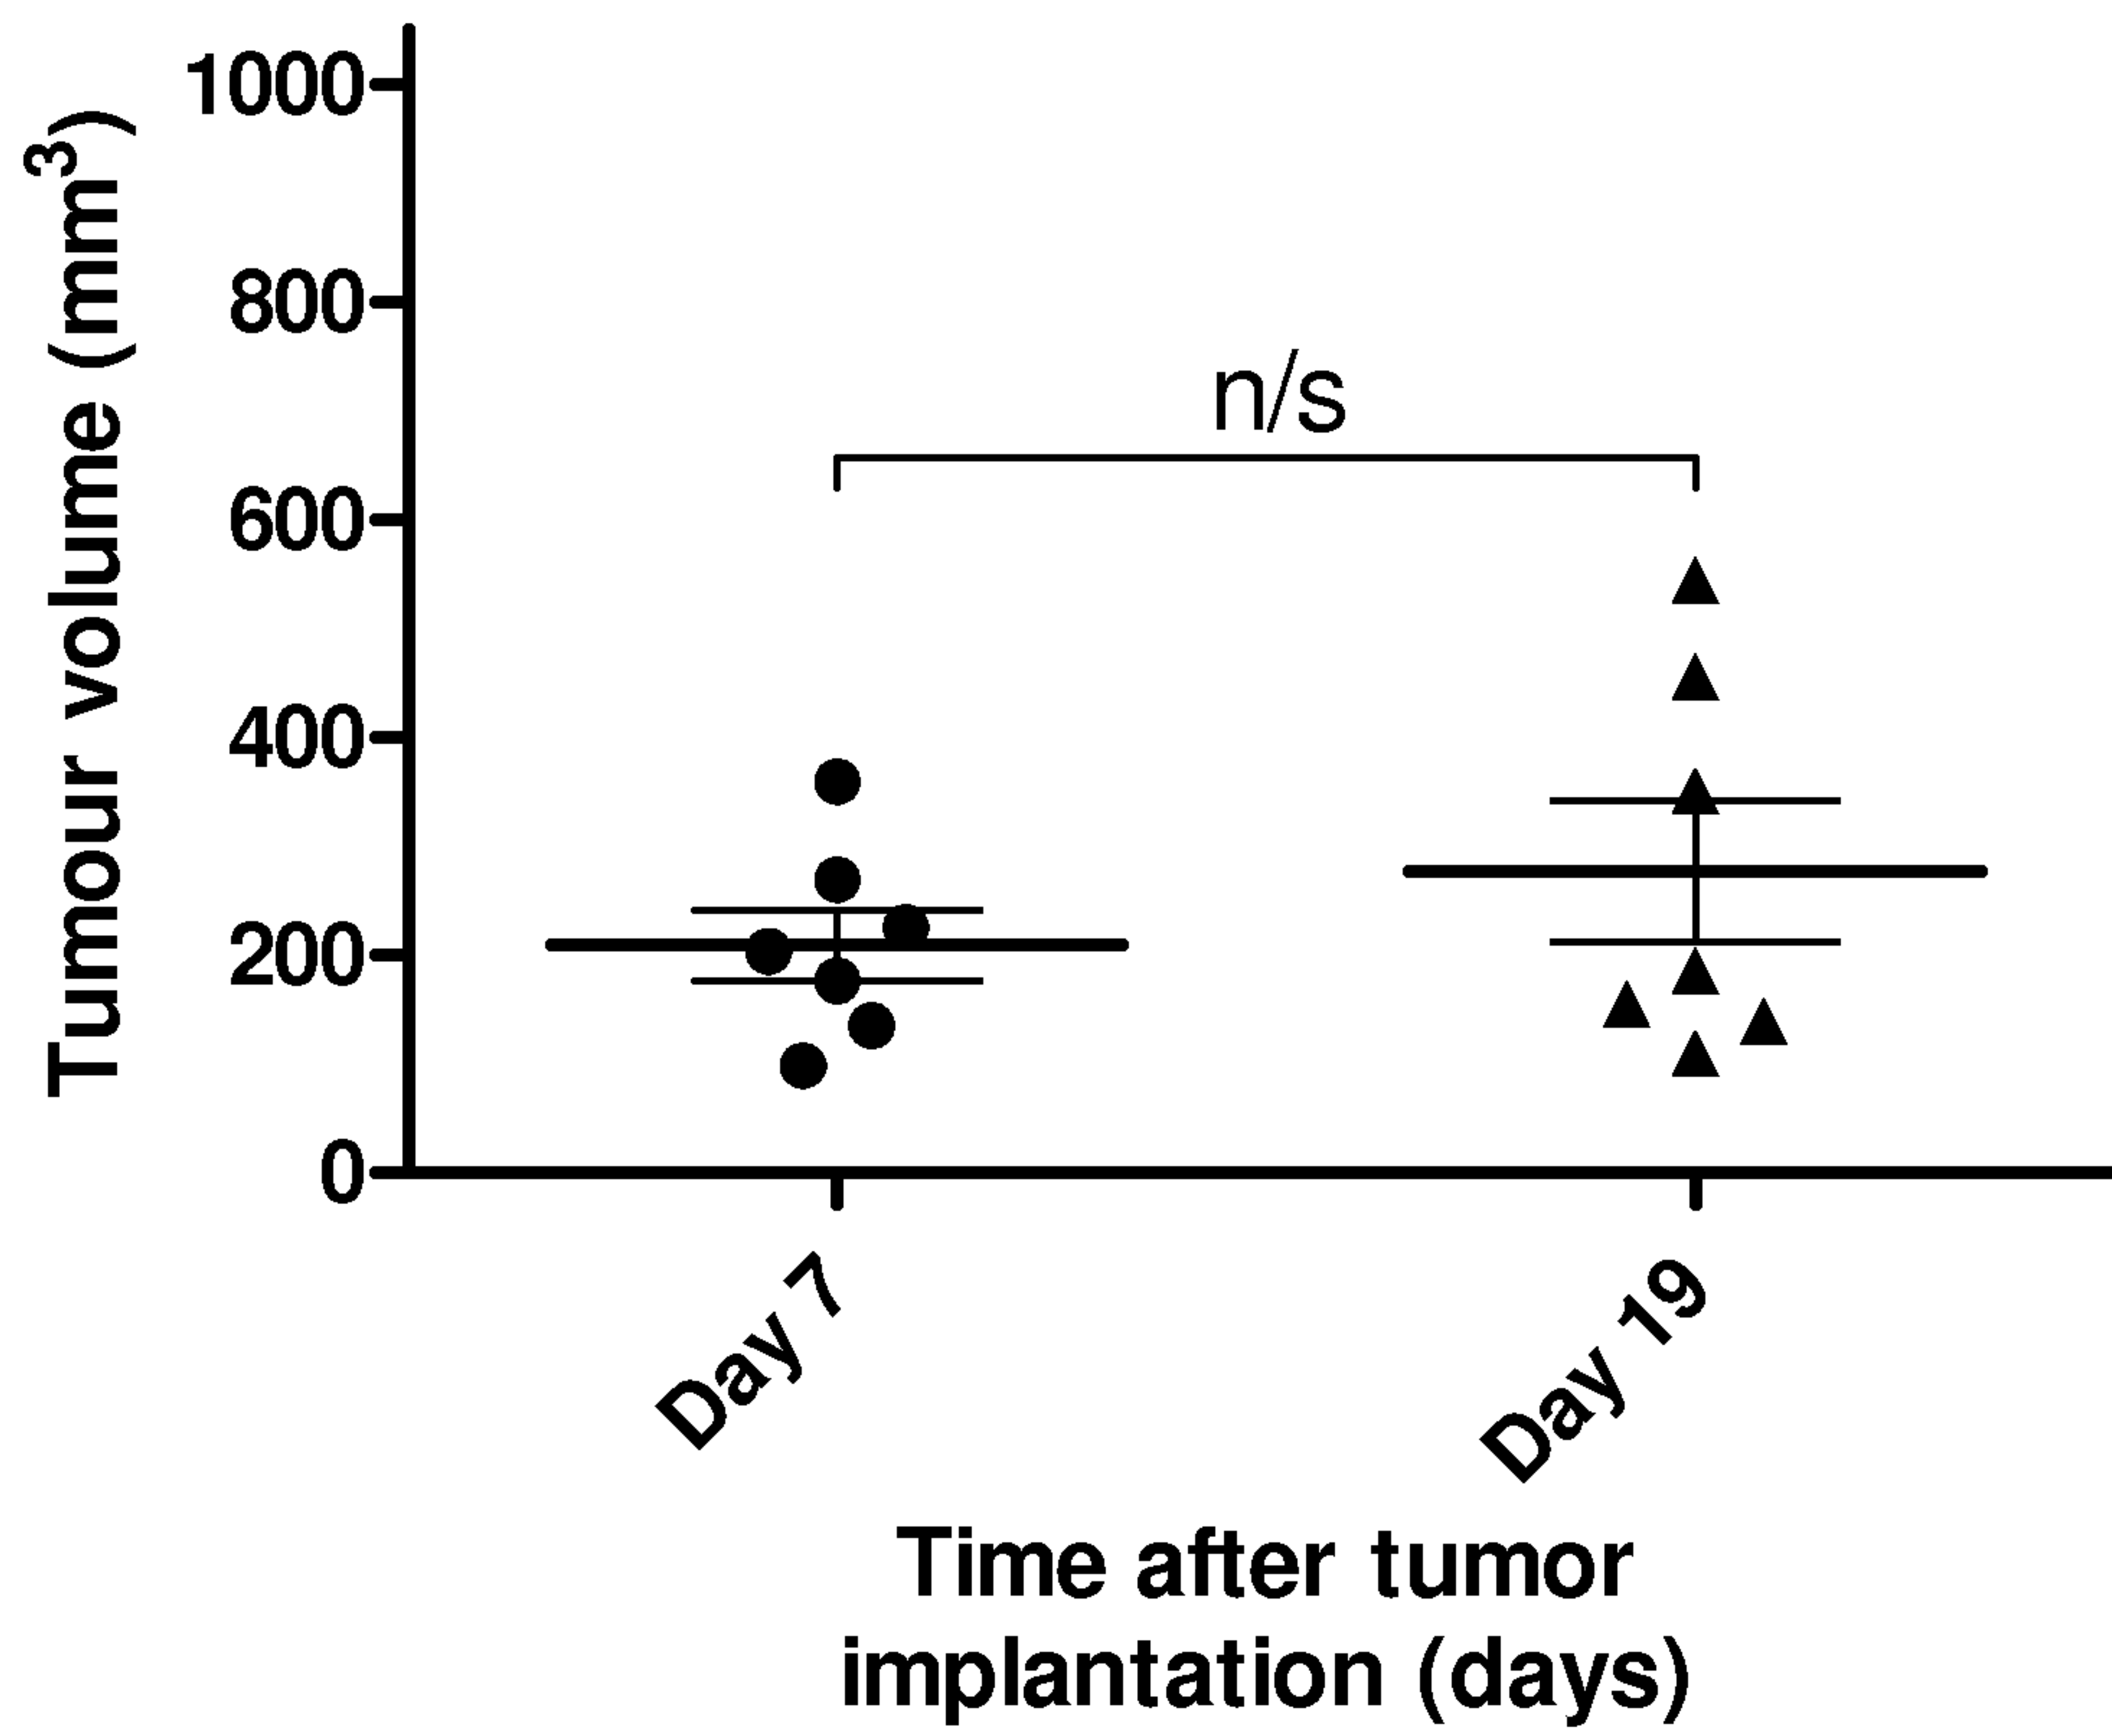 Tumour volume (mm³)
1000
800
600
400
200
0
n/s
Day 7
Day 19
Time after tumor
implantation (days)